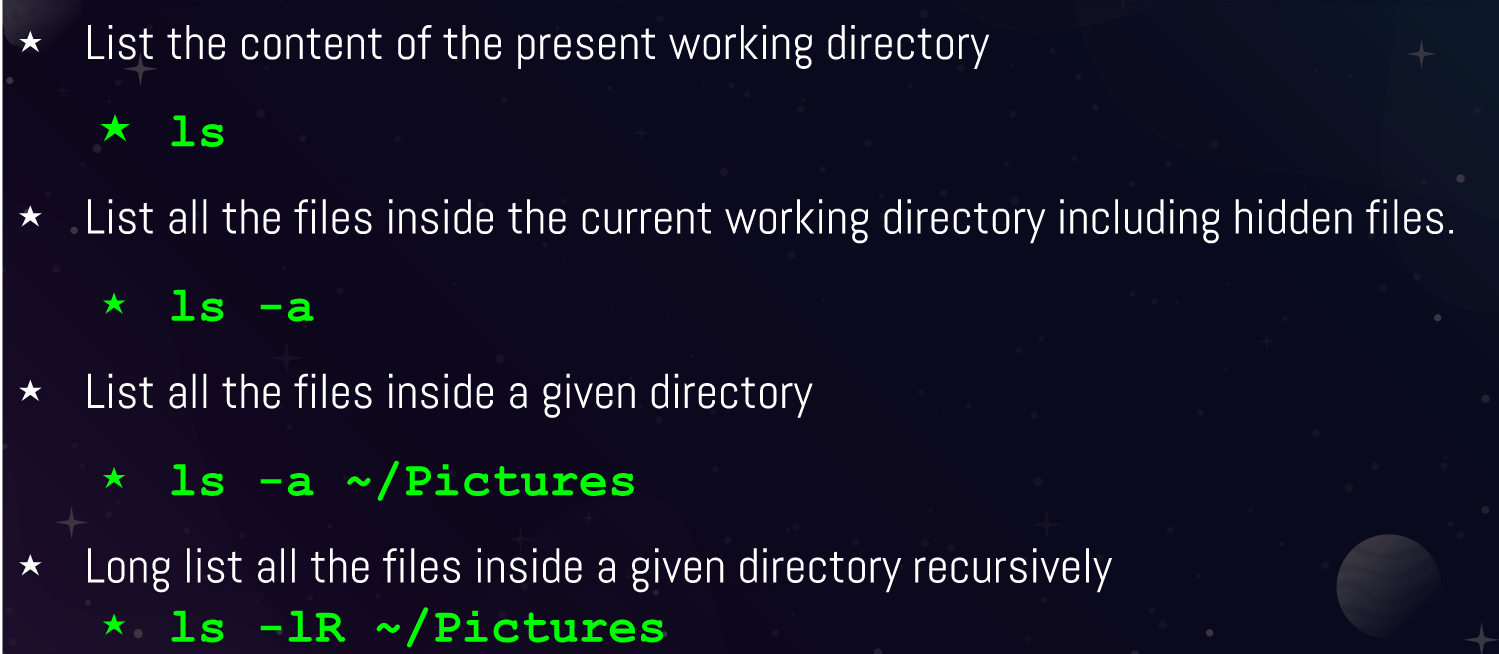 List the content of the present working directory
ls
List all the files inside the current working directory including hidden files.
ls -a
List all the files inside a given directory
ls -a ~/Pictures
Long list all the files inside a given directory recursively
ls -lR ~/Pictures